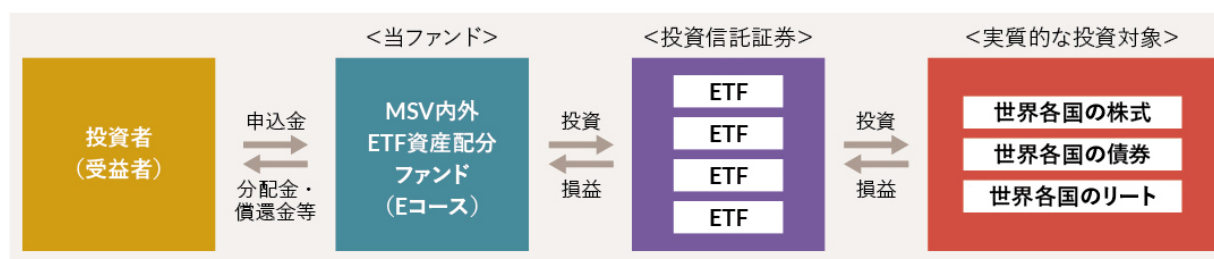 <当ファンド>
<投資信託証券>
<実質的な投資対象>
投資者
(受益者)
申込金
分配金・
償還金等
MSV内外
ETF資産配分
ファンド
(Eコース)
投資
損益
ETF
ETF
ETF
ETF
投資
損益
世界各国の株式
世界各国の債券
世界各国のリート